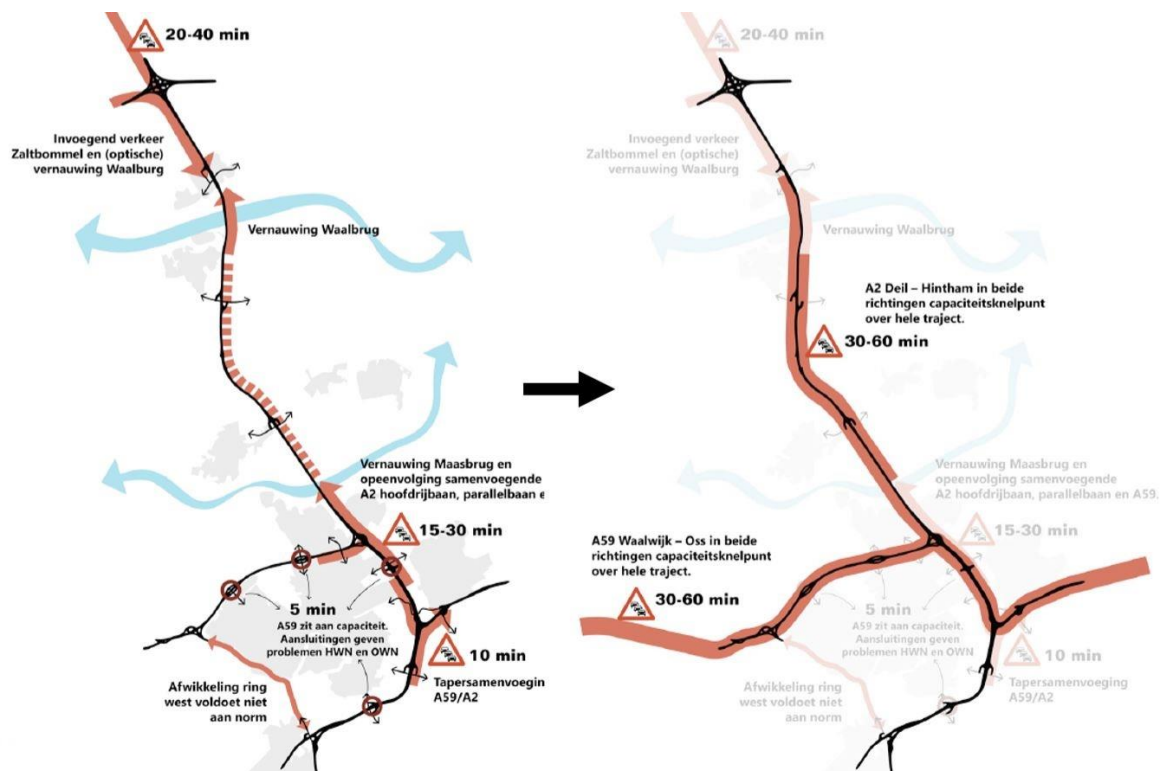 20-40 min
Invoegend verkeer
Zaltbommel en (optische)
vernauwing Waalburg
Vernauwing Waalbrug
Vernauwing Maasbrug en
opeenvolging samenvoegende
A2 hoofdrijbaan, parallelbaan e
15-30 min
5 min
A59 zit aan capaciteit.
Aansluitingen geven
problemen HWN en OWN
10 min
Tapersamenvoeging
A59/A2
Afwikkeling ring
west voldoet niet
aan norm
20-40 min
Invoegend verkeer
Zaltbommel en (optische)
vernauwing Waalburg
Vernauwing Waalbrug
A2 Deil – Hintham in beide
richtingen capaciteitsknelpunt
over hele traject.
30-60 min
Vernauwing Maasbrug en
opeenvolging samenvoegende
A2 hoofdrijbaan, parallelbaan en A59.
15-30 min
A59 Waalwijk – Oss in beide
richtingen capaciteitsknelpunt
over hele traject.
30-60 min
5 min
A59 zit aan capaciteit.
Aansluitingen geven
problemen HWN en OWN
10 min
Tapersamenvoeging
A59/A2
Afwikkeling ring
west voldoet niet
aan norm